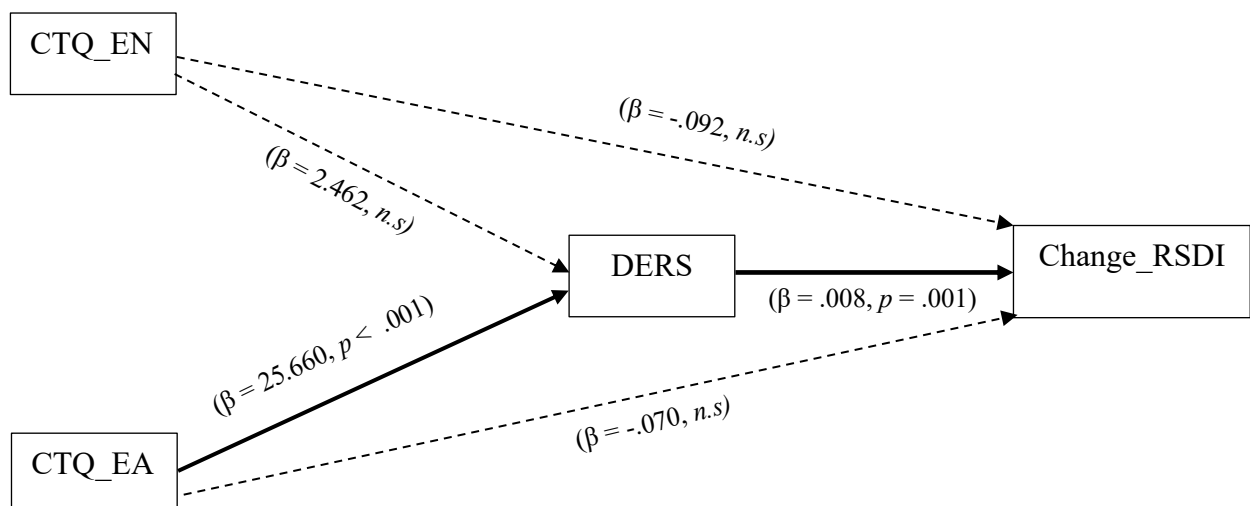 CTQ_EN
(β = -.092, n.s)
(β = 2.462, n.s)
DERS
Change_RSDI
(β = .008, p = .001)
(β = 25.660, p < .001)
(β = -.070, n.s)
CTQ_EA